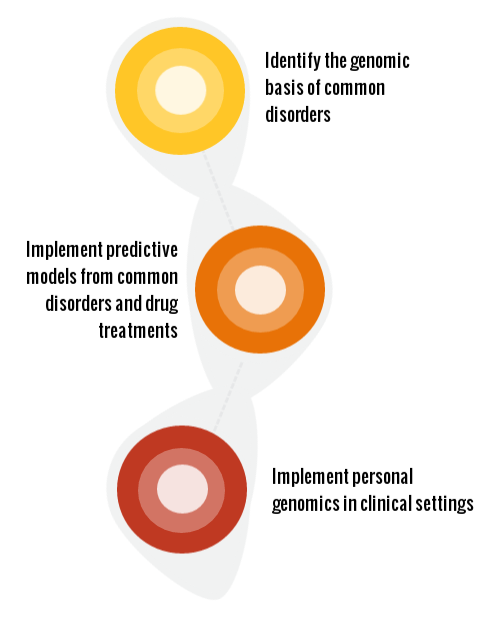 Identify the genomic
basis of common
disorders
Implement predictive
models from common
disorders and drug
treatments
Implement personal
genomics in clinical settings